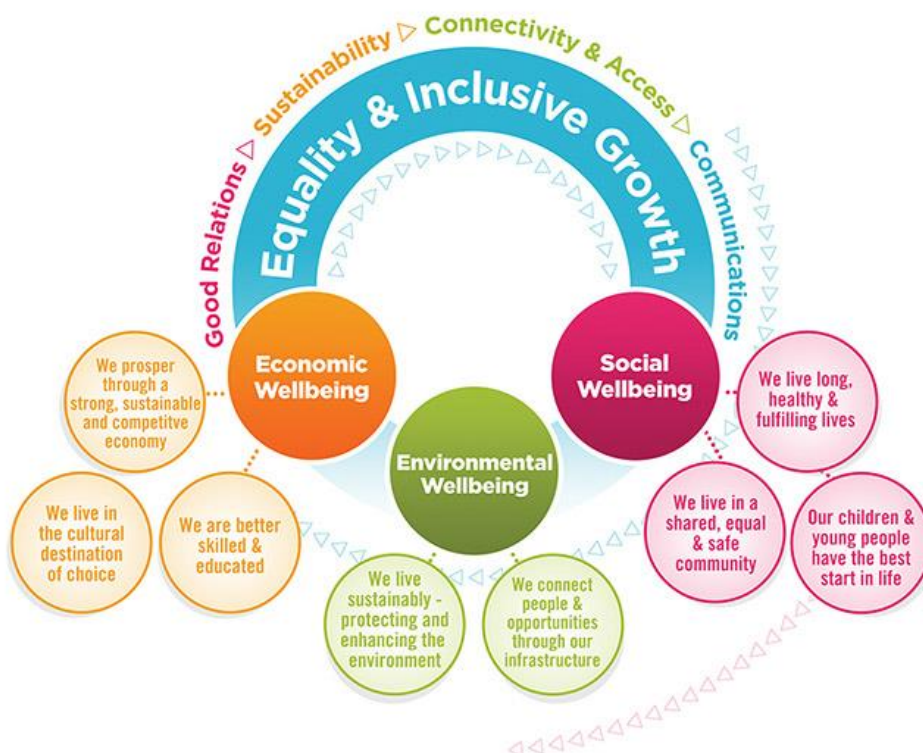 Good Relations
Sustainability
Connectivity & Access
Communications
Equality & Inclusive Growth
Economic
Wellbeing
Social
Wellbeing
Environmental
Wellbeing
We prosper
through a
strong, sustainable
and competitive
economy
We live in
the cultural
destination
of choice
We are better
skilled &
educated
We live
sustainably -
protecting and
enhancing the
environment
We connect
people &
opportunities
through our
infrastructure
We live in a
shared, equal
& safe
community
We live long,
healthy &
fulfilling lives
Our children &
young people
have the best
start in life